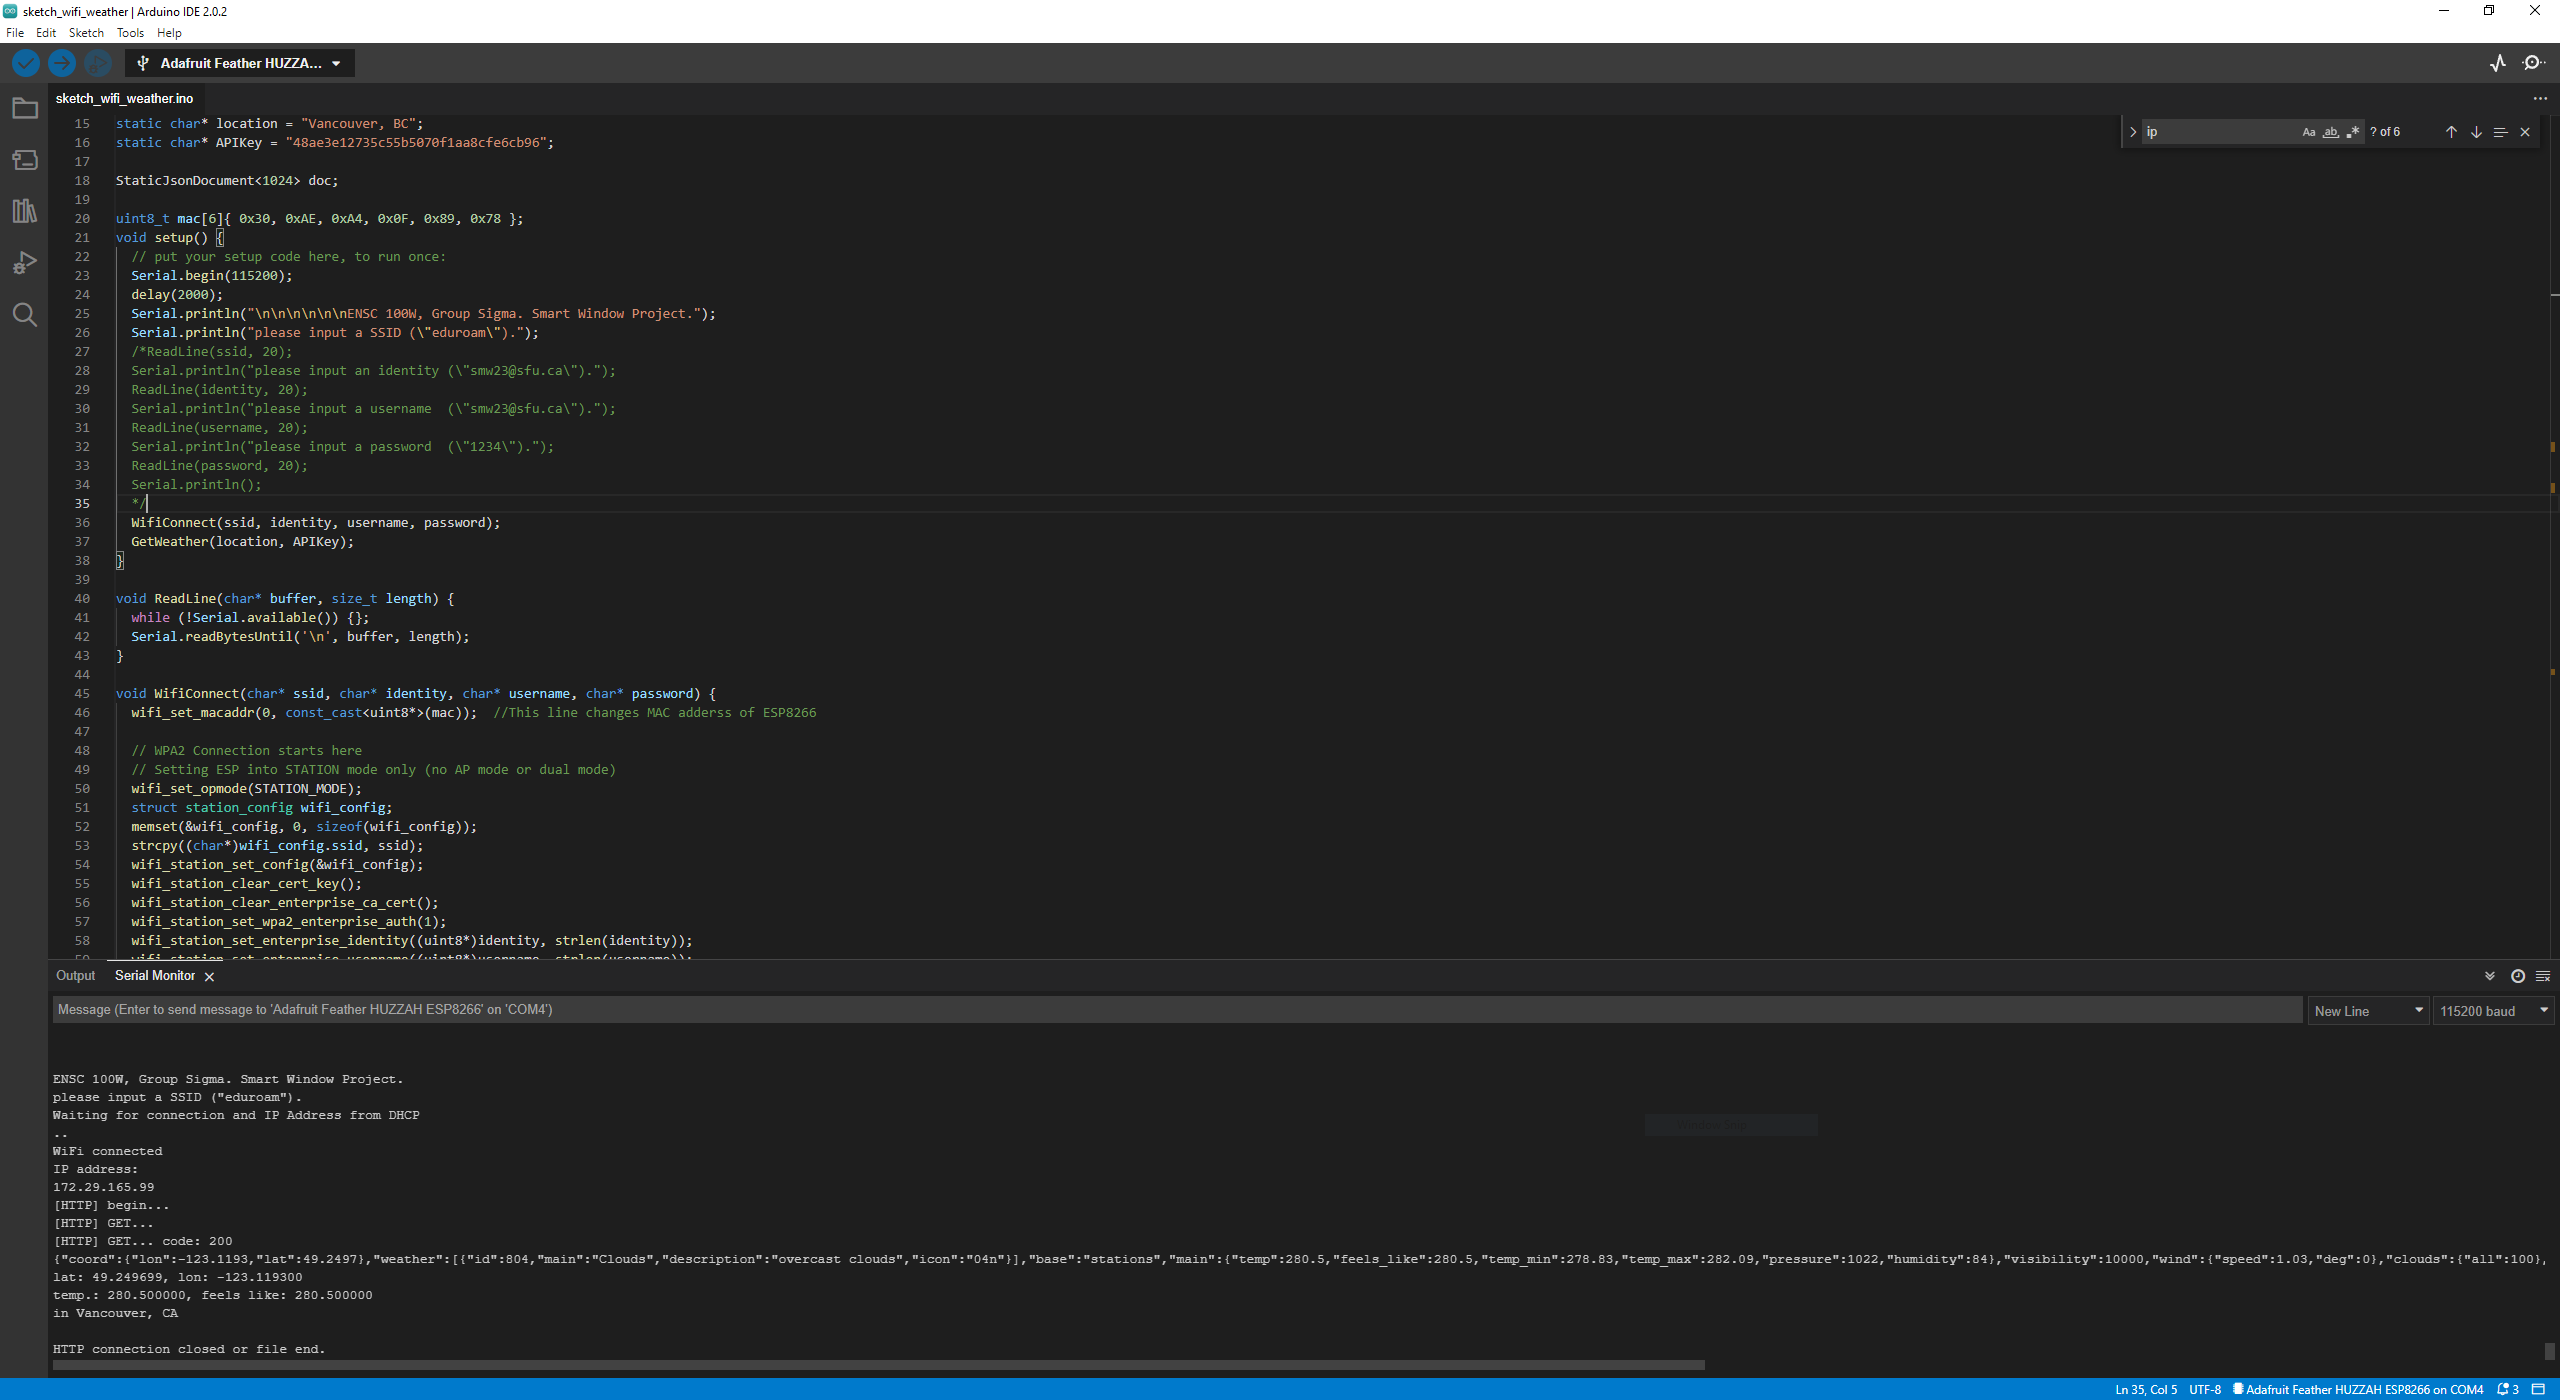 sketch_wifi_weather | Arduino IDE 2.0.2
File Edit Sketch Tools Help
Adafruit Feather HUZZA...
sketch_wifi_weather.ino
ip
Aa ab ? of 6
15 static char* location = "Vancouver, BC";
16 static char* APIKey = "48ae3e12735c55b5070f1aa8cfe6cb96";
17
18 StaticJsonDocument<1024> doc;
19
20 uint8_t mac[6]{ 0x30, 0xAE, 0xA4, 0x0F, 0x89, 0x78 };
21 void setup() {
22 // put your setup code here, to run once:
23 Serial.begin(115200);
24 delay(2000);
25 Serial.println("\n\n\n\n\n\nENSC 100W, Group Sigma. Smart Window Project.");
26 Serial.println("please input a SSID (\"eduroam\").");
27 /*ReadLine(ssid, 20);
28 Serial.println("please input an identity (\"smw23@sfu.ca\").");
29 ReadLine(identity, 20);
30 Serial.println("please input a username  (\"smw23@sfu.ca\").");
31 ReadLine(username, 20);
32 Serial.println("please input a password  (\"1234\").");
33 ReadLine(password, 20);
34 Serial.println();
35 */
36 WifiConnect(ssid, identity, username, password);
37 GetWeather(location, APIKey);
38 }
39
40 void ReadLine(char* buffer, size_t length) {
41 while (!Serial.available()) {};
42 Serial.readBytesUntil('\n', buffer, length);
43 }
44
45 void WifiConnect(char* ssid, char* identity, char* username, char* password) {
46 wifi_set_macaddr(0, const_cast<uint8*>(mac));  //This line changes MAC adderss of ESP8266
47
48 // WPA2 Connection starts here
49 // Setting ESP into STATION mode only (no AP mode or dual mode)
50 wifi_set_opmode(STATION_MODE);
51 struct station_config wifi_config;
52 memset(&wifi_config, 0, sizeof(wifi_config));
53 strcpy((char*)wifi_config.ssid, ssid);
54 wifi_station_set_config(&wifi_config);
55 wifi_station_clear_cert_key();
56 wifi_station_clear_enterprise_ca_cert();
57 wifi_station_set_wpa2_enterprise_auth(1);
58 wifi_station_set_enterprise_identity((uint8*)identity, strlen(identity));
59 wifi_station_set_enterprise_username((uint8*)username, strlen(username));
Output Serial Monitor
Message (Enter to send message to 'Adafruit Feather HUZZAH ESP8266' on 'COM4')
New Line 115200 baud
ENSC 100W, Group Sigma. Smart Window Project.
please input a SSID ("eduroam").
Waiting for connection and IP Address from DHCP
..
WiFi connected
IP address:
172.29.165.99
[HTTP] begin...
[HTTP] GET...
[HTTP] GET... code: 200
{"coord":{"lon":-123.1193,"lat":49.2497},"weather":[{"id":804,"main":"Clouds","description":"overcast clouds","icon":"04n"}],"base":"stations","main":{"temp":280.5,"feels_like":280.5,"temp_min":278.83,"temp_max":282.09,"pressure":1022,"humidity":84},"visibility":10000,"wind":{"speed":1.03,"deg":0},"clouds":{"all":100},
lat: 49.249699, lon: -123.119300
temp.: 280.500000, feels like: 280.500000
in Vancouver, CA
HTTP connection closed or file end.
Ln 35, Col 5 UTF-8 Adafruit Feather HUZZAH ESP8266 on COM4 3